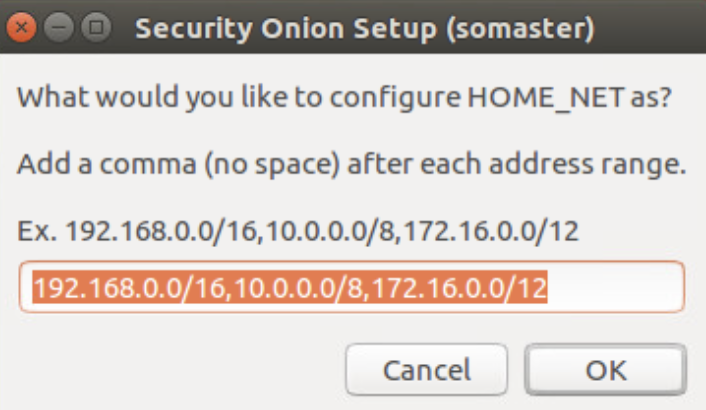 Security Onion Setup (somaster)
What would you like to configure HOME_NET as?
Add a comma (no space) after each address range.
Ex. 192.168.0.0/16,10.0.0.0/8,172.16.0.0/12
192.168.0.0/16,10.0.0.0/8,172.16.0.0/12
Cancel OK